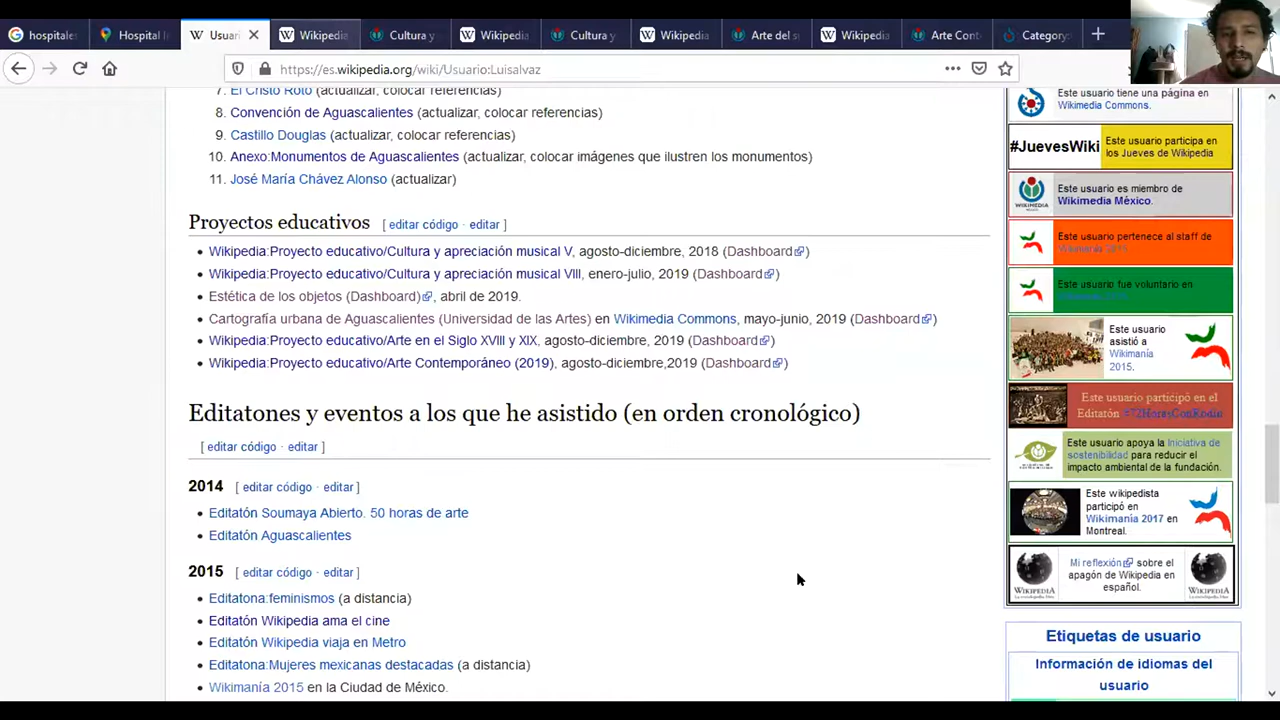 hospitale
Hospital I
Usuari
Wikipedia
Cultura y
Wikipedia
Cultura y
Wikipedia
Arte del s
Wikipedia
Arte Cont
Category:
https://es.wikipedia.org/wiki/Usuario:Luisalvaz
7. El Cristo Roto (actualizar, colocar referencias)
8. Convención de Aguascalientes (actualizar, colocar referencias)
9. Castillo Douglas (actualizar, colocar referencias)
10. Anexo:Monumentos de Aguascalientes (actualizar, colocar imágenes que ilustren los monumentos)
11. José María Chávez Alonso (actualizar)
Proyectos educativos [ editar código · editar ]
Wikipedia:Proyecto educativo/Cultura y apreciación musical V, agosto-diciembre, 2018 (Dashboard)
Wikipedia:Proyecto educativo/Cultura y apreciación musical VIII, enero-julio, 2019 (Dashboard)
Estética de los objetos (Dashboard), abril de 2019.
Cartografía urbana de Aguascalientes (Universidad de las Artes) en Wikimedia Commons, mayo-junio, 2019 (Dashboard)
Wikipedia:Proyecto educativo/Arte en el Siglo XVIII y XIX, agosto-diciembre, 2019 (Dashboard)
Wikipedia:Proyecto educativo/Arte Contemporáneo (2019), agosto-diciembre,2019 (Dashboard)
Editatones y eventos a los que he asistido (en orden cronológico)
[ editar código · editar ]
2014 [ editar código · editar ]
Editatón Soumaya Abierto. 50 horas de arte
Editatón Aguascalientes
2015 [ editar código · editar ]
Editatona:feminismos (a distancia)
Editatón Wikipedia ama el cine
Editatón Wikipedia viaja en Metro
Editatona:Mujeres mexicanas destacadas (a distancia)
Wikimanía 2015 en la Ciudad de México.
Este usuario tiene una página en
Wikimedia Commons.
#JuevesWiki
Este usuario participa en
los Jueves de Wikipedia
WIKIMEDIA
MÉXICO
Este usuario es miembro de
Wikimedia México.
Este usuario pertenece al staff de
Wikimanía 2015
Este usuario fue voluntario en
Wikimanía 2015
Este usuario
asistió a
Wikimanía
2015.
Este usuario participó en el
Editatón #72HorasConRodin
Este usuario apoya la Iniciativa de
sostenibilidad para reducir el
impacto ambiental de la fundación.
Este wikipedista
participó en
Wikimanía 2017 en
Montreal.
Mi reflexión sobre el
apagón de Wikipedia en
español.
Etiquetas de usuario
Información de idiomas del
usuario